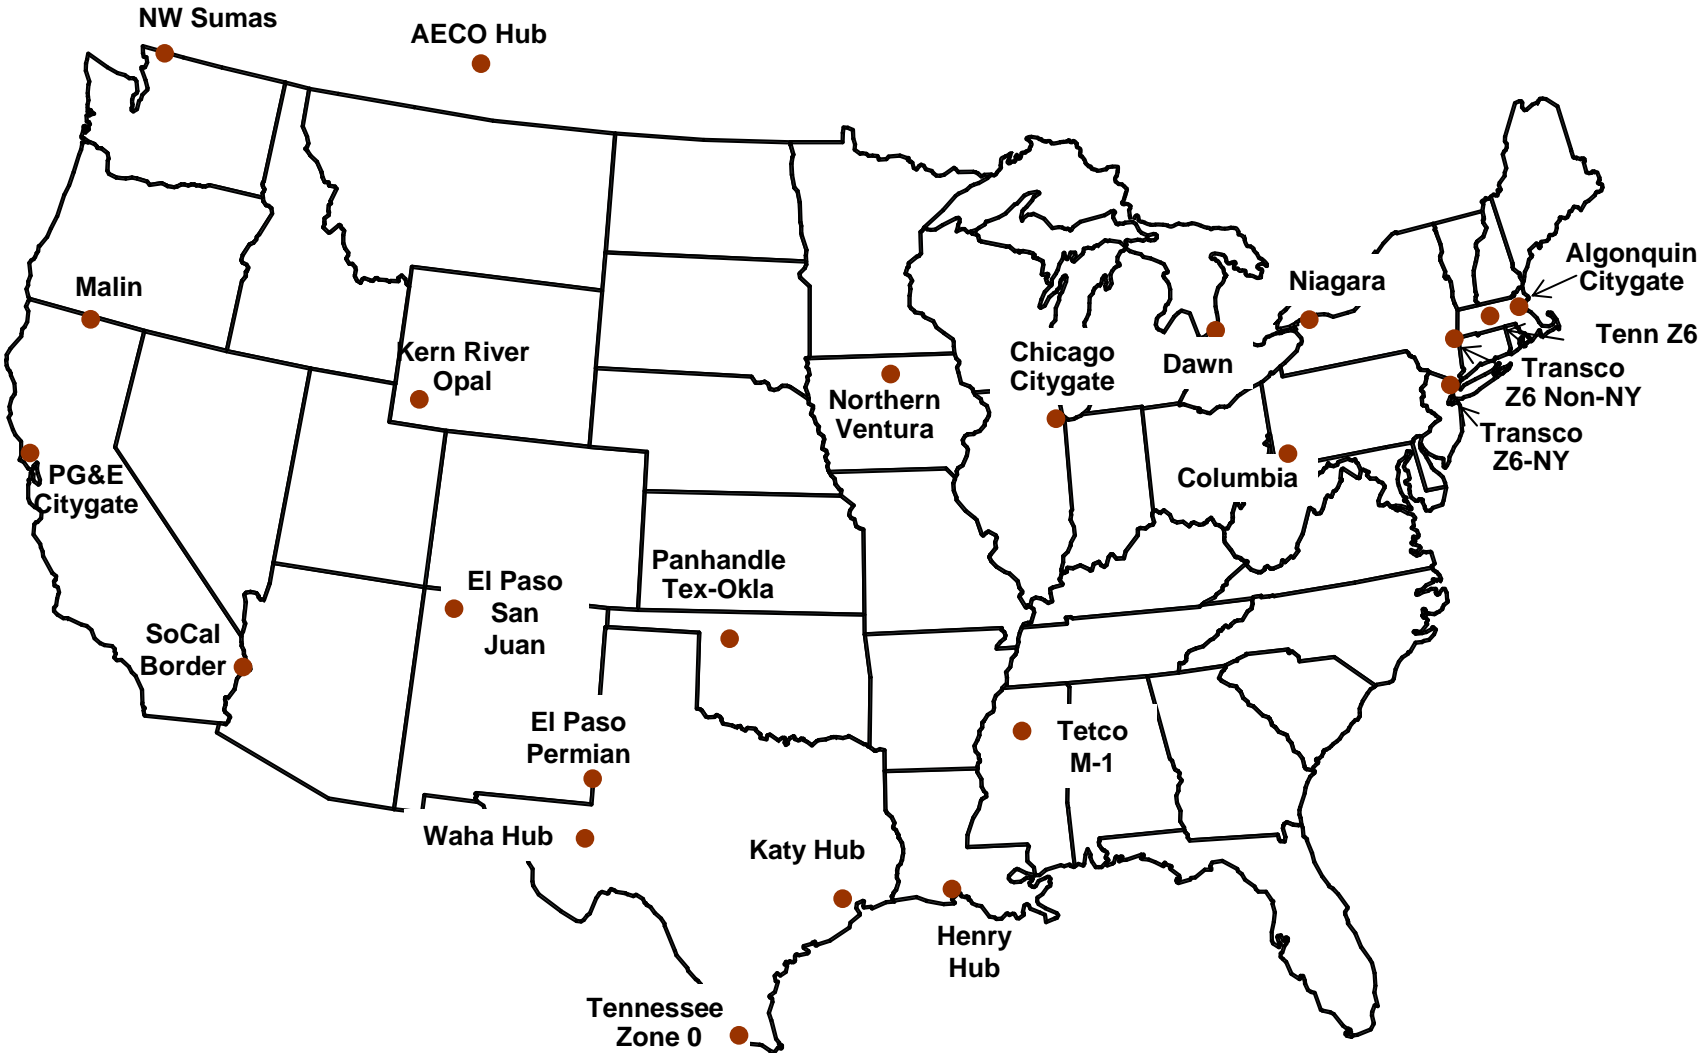 NW Sumas
AECO Hub
Malin
Kern River
Opal
PG&E
Citygate
SoCal
Border
El Paso
San
Juan
Panhandle
Tex-Okla
El Paso
Permian
Waha Hub
Katy Hub
Tennessee
Zone 0
Henry
Hub
Tetco
M-1
Northern
Ventura
Chicago
Citygate
Dawn
Columbia
Niagara
Algonquin
Citygate
Tenn Z6
Transco
Z6 Non-NY
Transco
Z6-NY